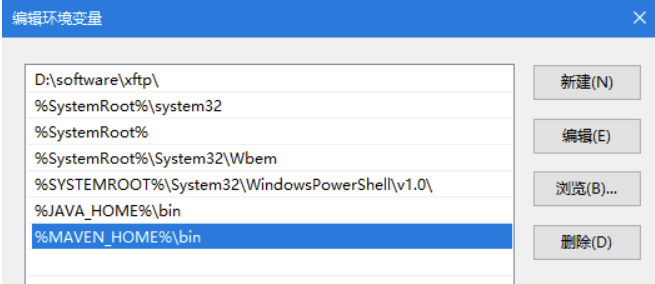 编辑环境变量
D:\software\xftp\
新建(N)
%SystemRoot%\system32
%SystemRoot%
编辑(E)
%SystemRoot%\System32\Wbem
%SYSTEMROOT%\System32\WindowsPowerShell\v1.0\
浏览(B)...
%JAVA_HOME%\bin
%MAVEN_HOME%\bin
删除(D)